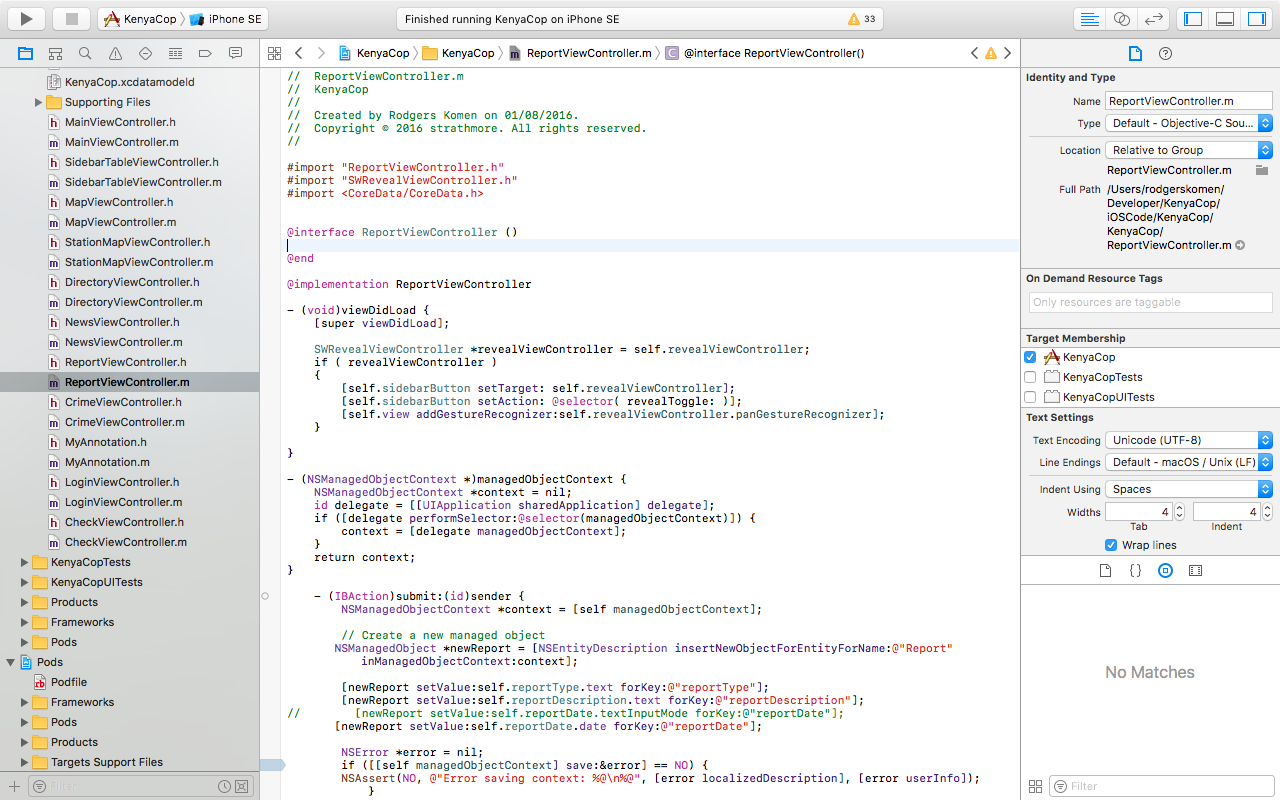 KenyaCop iPhone SE
Finished running KenyaCop on iPhone SE
33
KenyaCop KenyaCop ReportViewController.m @interface ReportViewController()
KenyaCop.xcdatamodeld
Supporting Files
MainViewController.h
MainViewController.m
SidebarTableViewController.h
SidebarTableViewController.m
MapViewController.h
MapViewController.m
StationMapViewController.h
StationMapViewController.m
DirectoryViewController.h
DirectoryViewController.m
NewsViewController.h
NewsViewController.m
ReportViewController.h
ReportViewController.m
CrimeViewController.h
CrimeViewController.m
MyAnnotation.h
MyAnnotation.m
LoginViewController.h
LoginViewController.m
CheckViewController.h
CheckViewController.m
KenyaCopTests
KenyaCopUITests
Products
Frameworks
Pods
Pods
Podfile
Frameworks
Pods
Products
Targets Support Files
Filter
//  ReportViewController.m
//  KenyaCop
//
//  Created by Rodgers Komen on 01/08/2016.
//  Copyright © 2016 strathmore. All rights reserved.
//
#import "ReportViewController.h"
#import "SWRevealViewController.h"
#import <CoreData/CoreData.h>
@interface ReportViewController ()
@end
@implementation ReportViewController
- (void)viewDidLoad {
    [super viewDidLoad];
    SWRevealViewController *revealViewController = self.revealViewController;
    if ( revealViewController )
    {
        [self.sidebarButton setTarget: self.revealViewController];
        [self.sidebarButton setAction: @selector( revealToggle: )];
        [self.view addGestureRecognizer:self.revealViewController.panGestureRecognizer];
    }
}
- (NSManagedObjectContext *)managedObjectContext {
    NSManagedObjectContext *context = nil;
    id delegate = [[UIApplication sharedApplication] delegate];
    if ([delegate performSelector:@selector(managedObjectContext)]) {
        context = [delegate managedObjectContext];
    }
    return context;
}
    - (IBAction)submit:(id)sender {
        NSManagedObjectContext *context = [self managedObjectContext];
        // Create a new managed object
       NSManagedObject *newReport = [NSEntityDescription insertNewObjectForEntityForName:@"Report"
           inManagedObjectContext:context];
        [newReport setValue:self.reportType.text forKey:@"reportType"];
        [newReport setValue:self.reportDescription.text forKey:@"reportDescription"];
//        [newReport setValue:self.reportDate.textInputMode forKey:@"reportDate"];
       [newReport setValue:self.reportDate.date forKey:@"reportDate"];
        NSError *error = nil;
        if ([[self managedObjectContext] save:&error] == NO) {
        NSAssert(NO, @"Error saving context: %@\n%@", [error localizedDescription], [error userInfo]);
            }
Identity and Type
Name ReportViewController.m
Type Default - Objective-C Sou...
Location Relative to Group
ReportViewController.m
Full Path /Users/rodgerskomen/
Developer/KenyaCop/
iOSCode/KenyaCop/
KenyaCop/
ReportViewController.m
On Demand Resource Tags
Only resources are taggable
Target Membership
KenyaCop
KenyaCopTests
KenyaCopUITests
Text Settings
Text Encoding Unicode (UTF-8)
Line Endings Default - macOS / Unix (LF)
Indent Using Spaces
Widths 4 4
Tab Indent
Wrap lines
No Matches
Filter